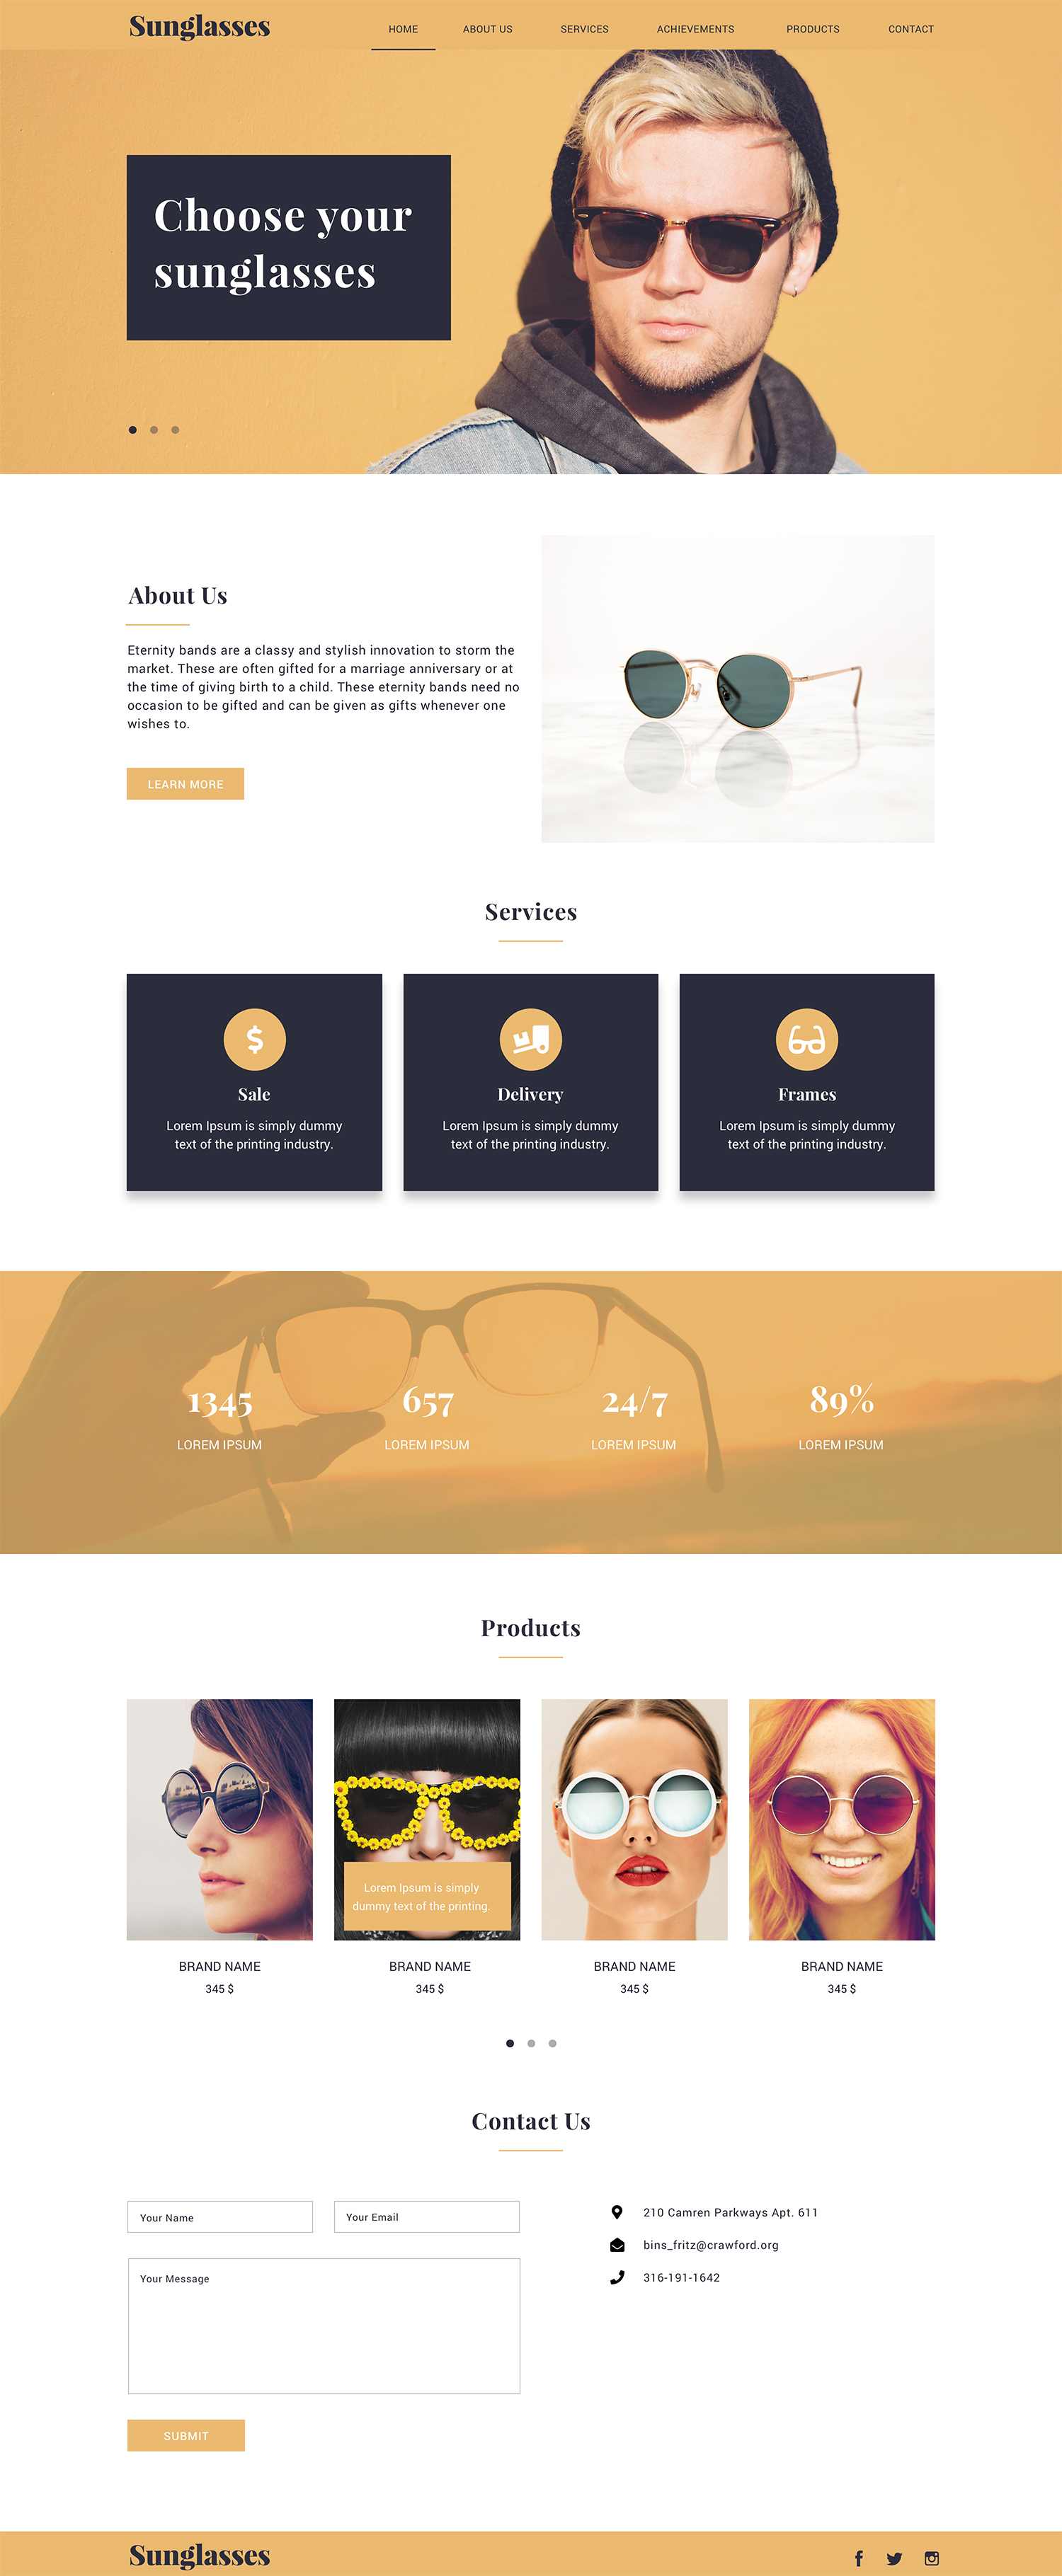 Sunglasses
HOME ABOUT US SERVICES ACHIEVEMENTS PRODUCTS CONTACT
Choose your
sunglasses
About Us
Eternity bands are a classy and stylish innovation to storm the
market. These are often gifted for a marriage anniversary or at
the time of giving birth to a child. These eternity bands need no
occasion to be gifted and can be given as gifts whenever one
wishes to.
LEARN MORE
Services
$
Sale
Lorem Ipsum is simply dummy
text of the printing industry.
Delivery
Lorem Ipsum is simply dummy
text of the printing industry.
Frames
Lorem Ipsum is simply dummy
text of the printing industry.
1345
LOREM IPSUM
657
LOREM IPSUM
24/7
LOREM IPSUM
89%
LOREM IPSUM
Products
Lorem Ipsum is simply
dummy text of the printing.
BRAND NAME
345 $
BRAND NAME
345 $
BRAND NAME
345 $
BRAND NAME
345 $
Contact Us
Your Name
Your Email
Your Message
SUBMIT
210 Camren Parkways Apt. 611
bins_fritz@crawford.org
316-191-1642
Sunglasses